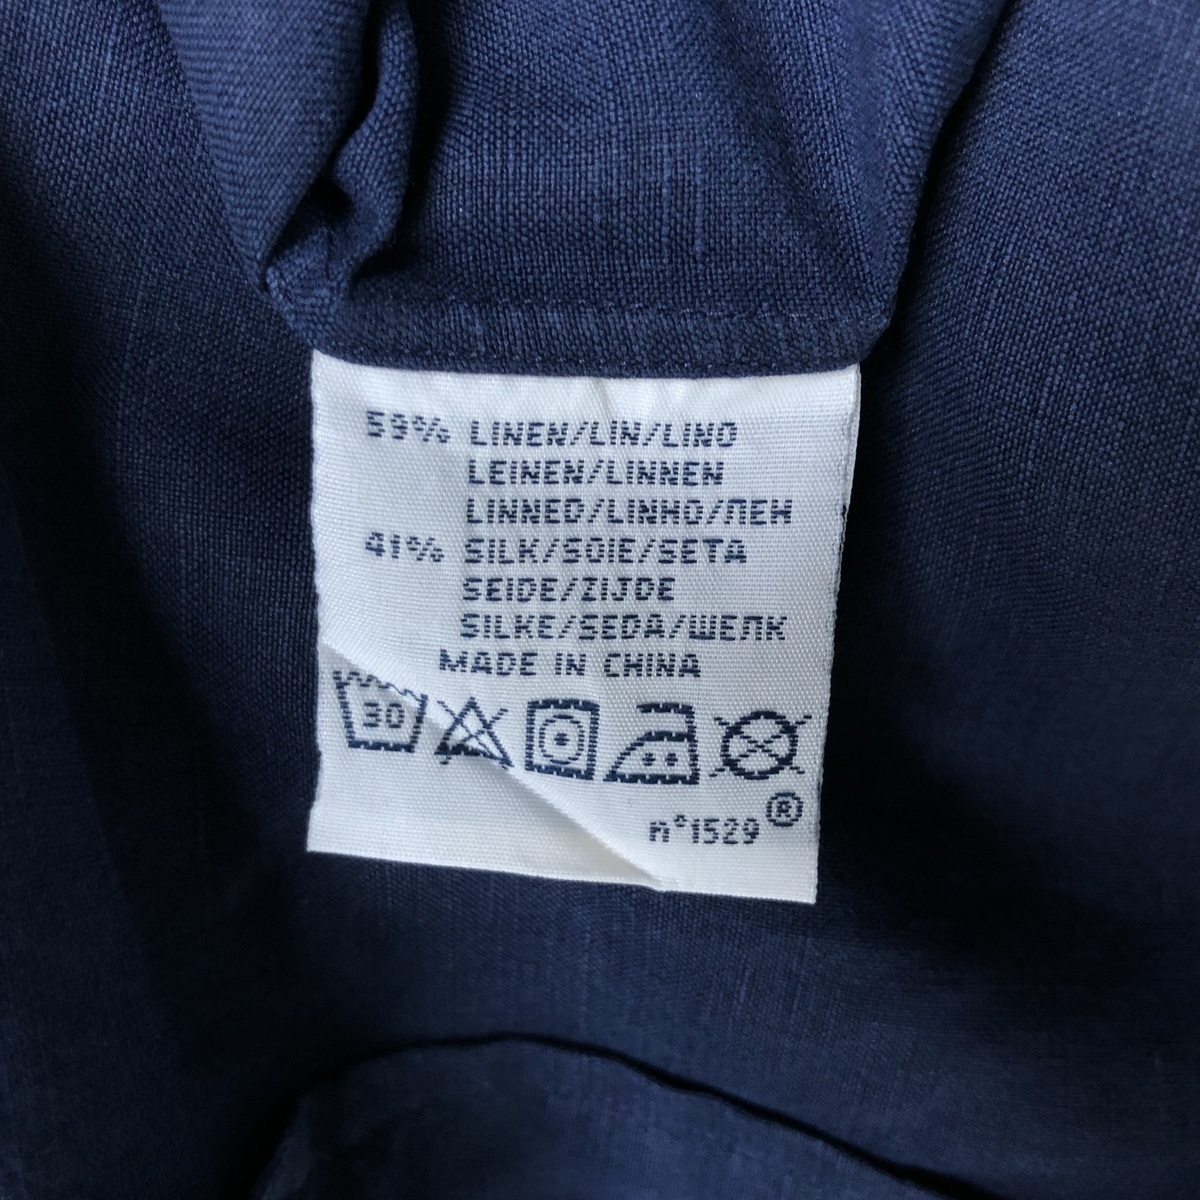 59% LINEN/LIN/LINO
LEINEN/LINNEN
LINNED/LINHO/ЛЕН
41% SILK/SOIE/SETA
SEIDE/ZIJDE
SILKE/SEDA/ШЕЛК
MADE IN CHINA
30
n°1529®